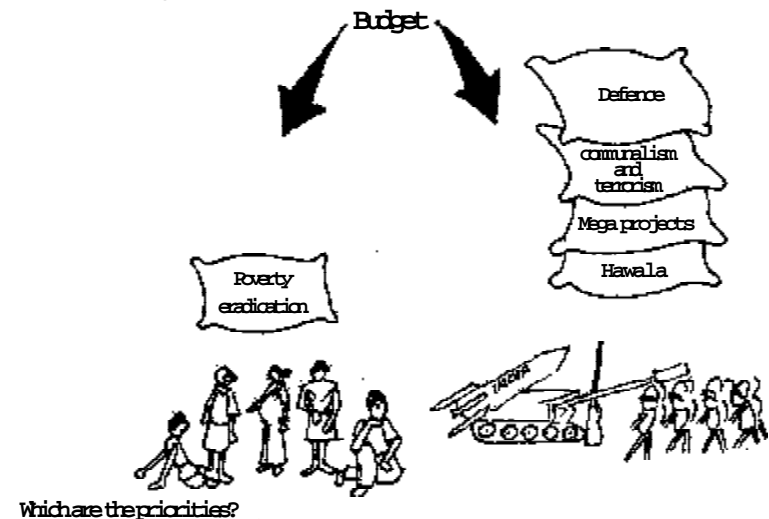 Budget
Defence
communalism
and
terrorism
Mega projects
Hawala
Poverty
eradication
Which are the priorities?